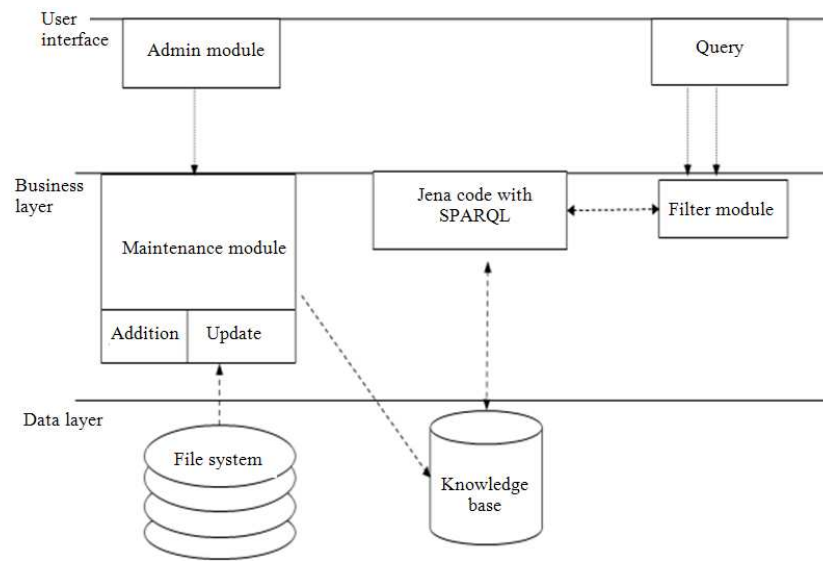 User
interface
Admin module
Query
Business
layer
Maintenance module
Addition
Update
Jena code with
SPARQL
Filter module
Data layer
File system
Knowledge
base